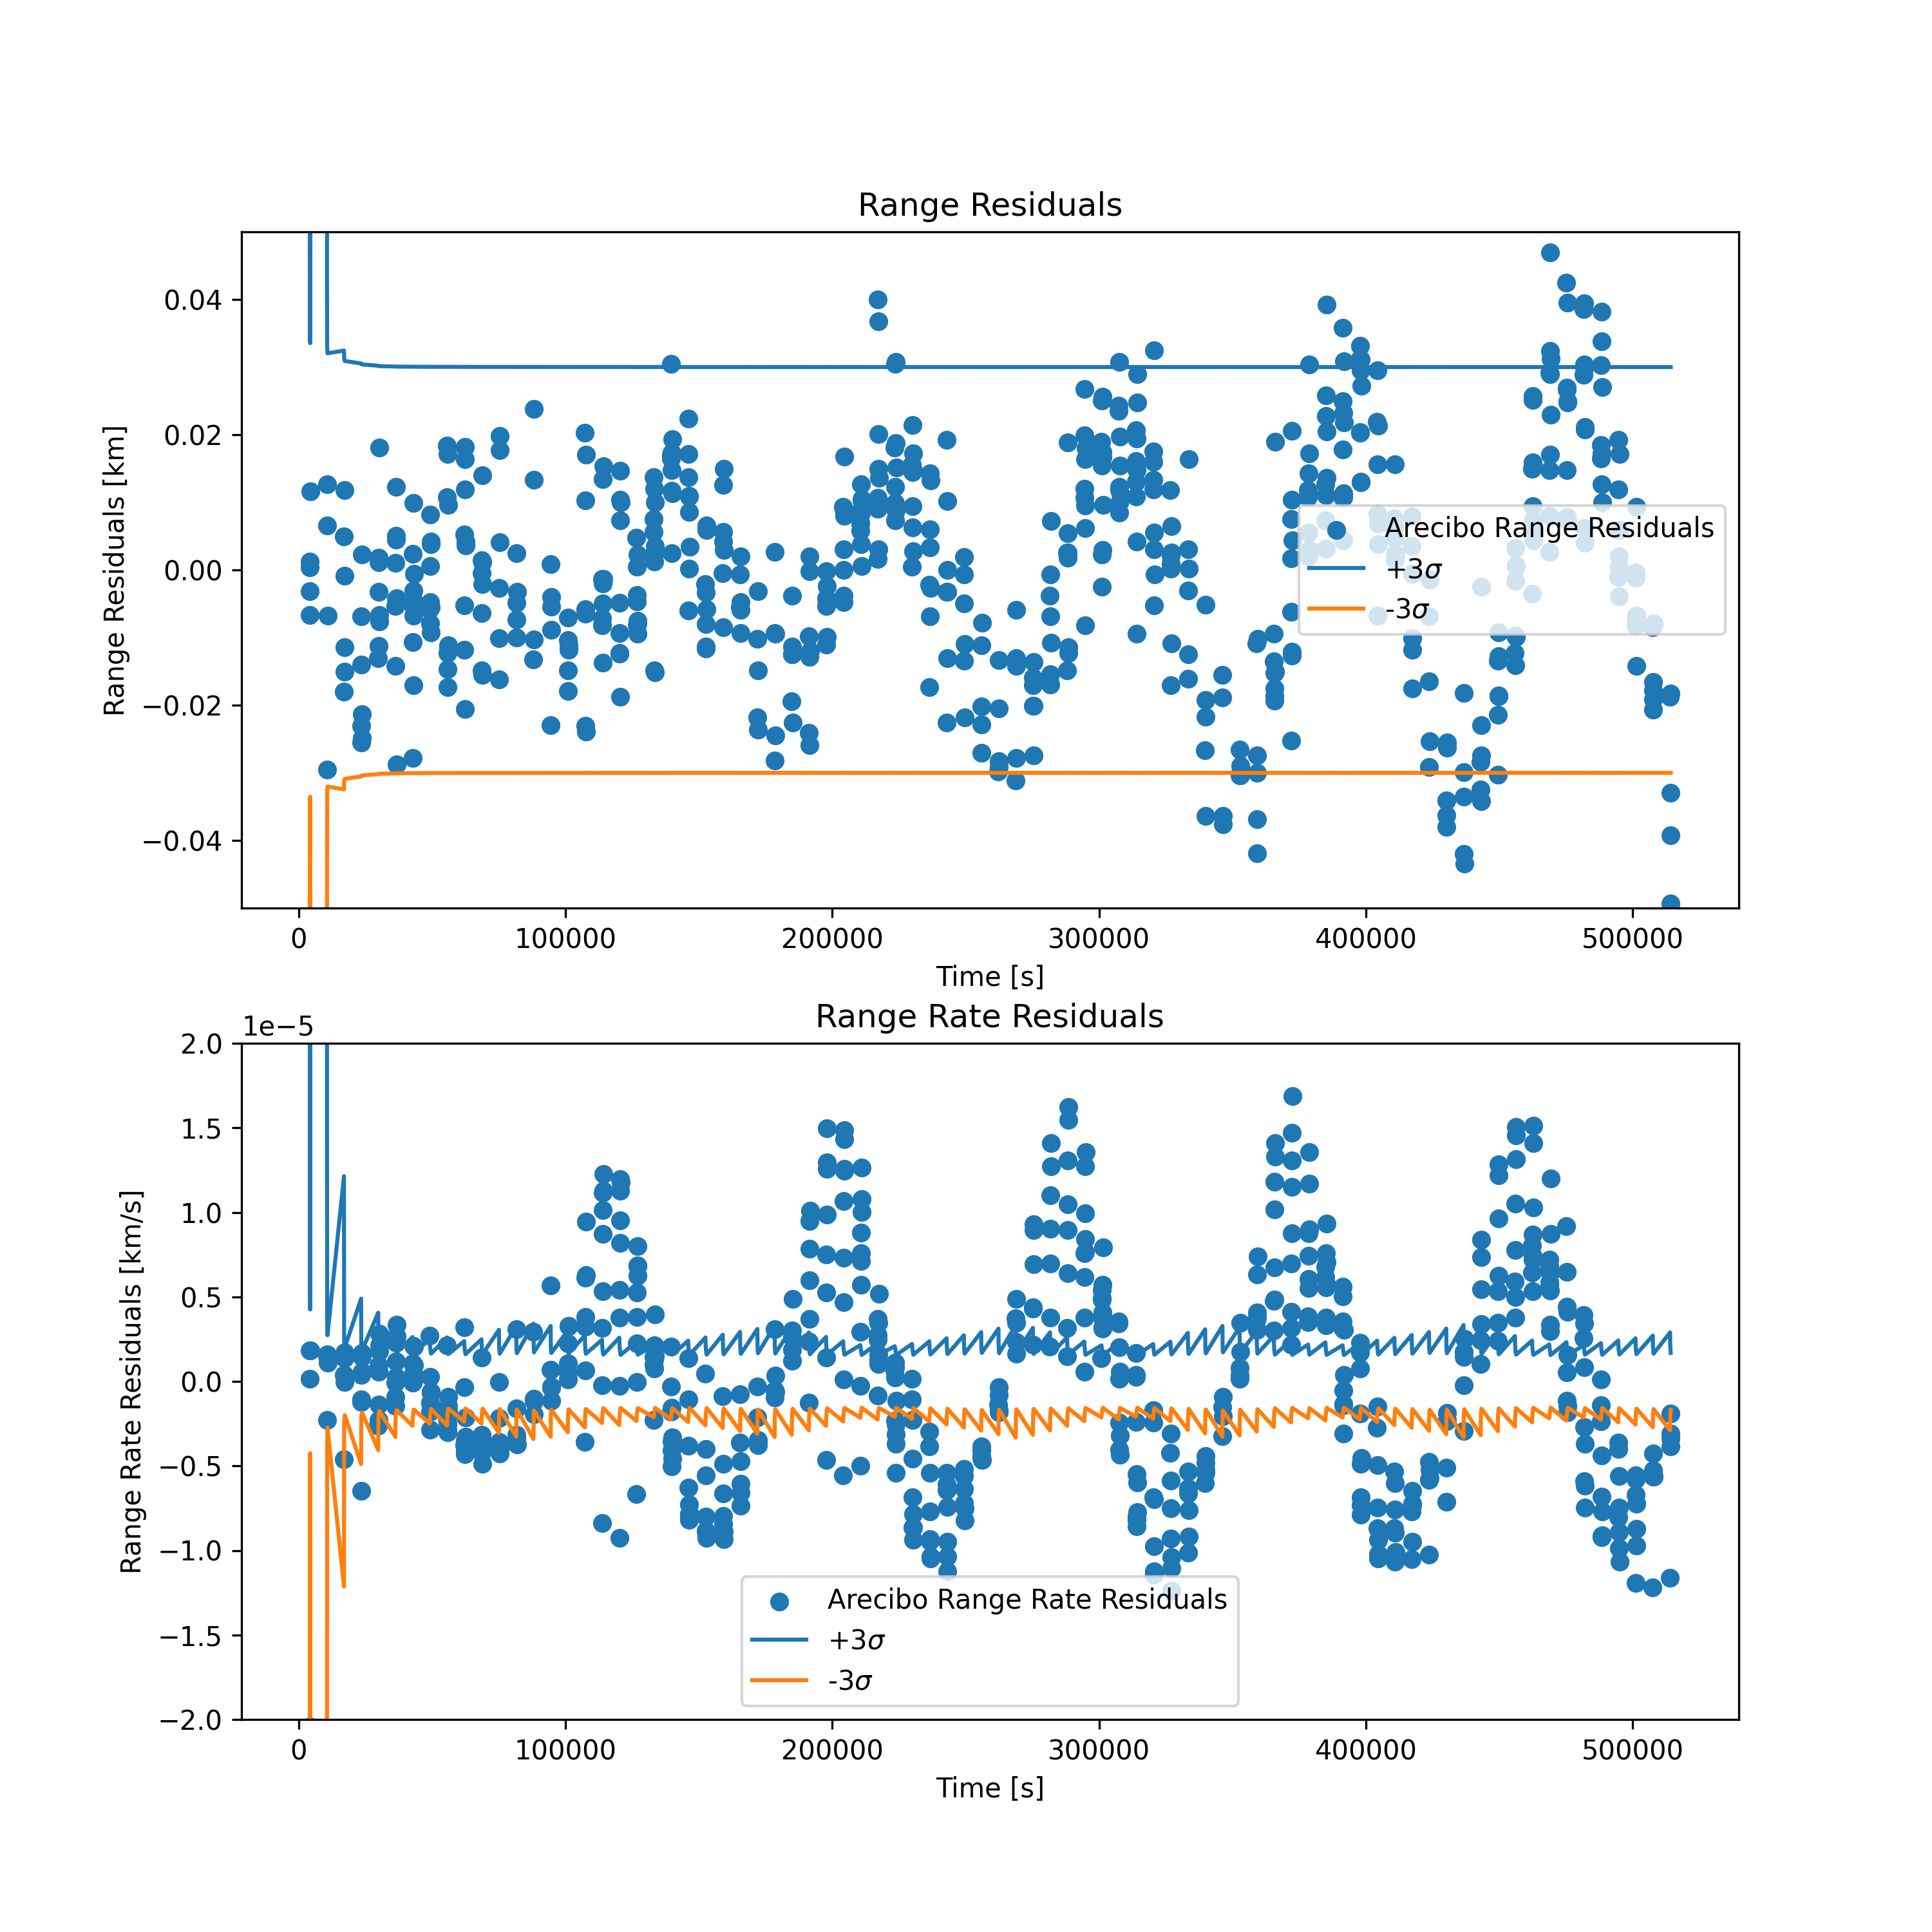 Range Residuals
0.04
0.02
0.00
−0.02
−0.04
Range Residuals [km]
Arecibo Range Residuals
+3σ
-3σ
0 100000 200000 300000 400000 500000
Time [s]
Range Rate Residuals
1e−5
2.0
1.5
1.0
0.5
0.0
−0.5
−1.0
−1.5
−2.0
Range Rate Residuals [km/s]
Arecibo Range Rate Residuals
+3σ
-3σ
0 100000 200000 300000 400000 500000
Time [s]